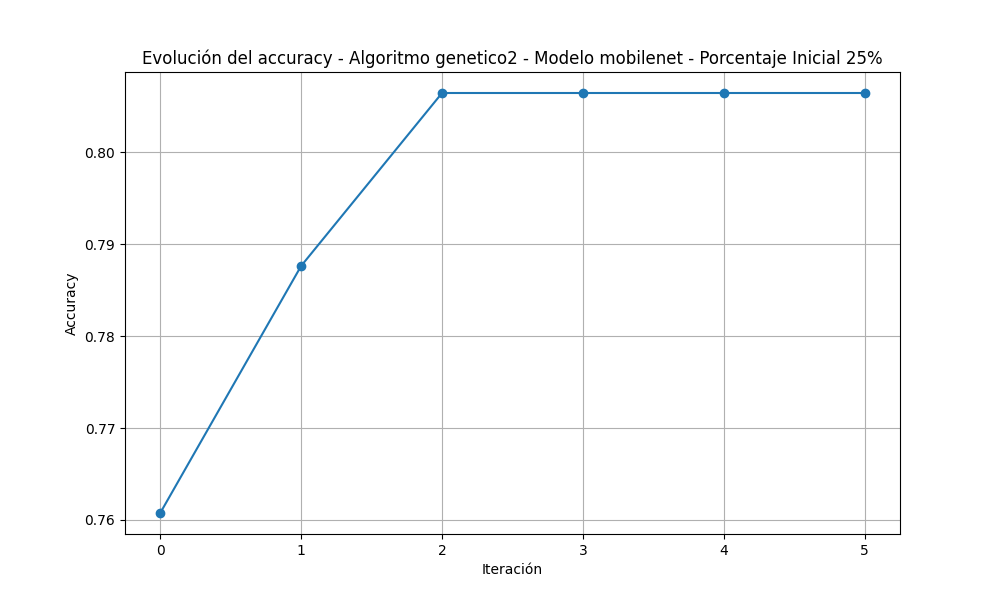 Evolución del accuracy - Algoritmo genetico2 - Modelo mobilenet - Porcentaje Inicial 25%
0.80
0.79
0.78
0.77
0.76
Accuracy
0 1 2 3 4 5
Iteración